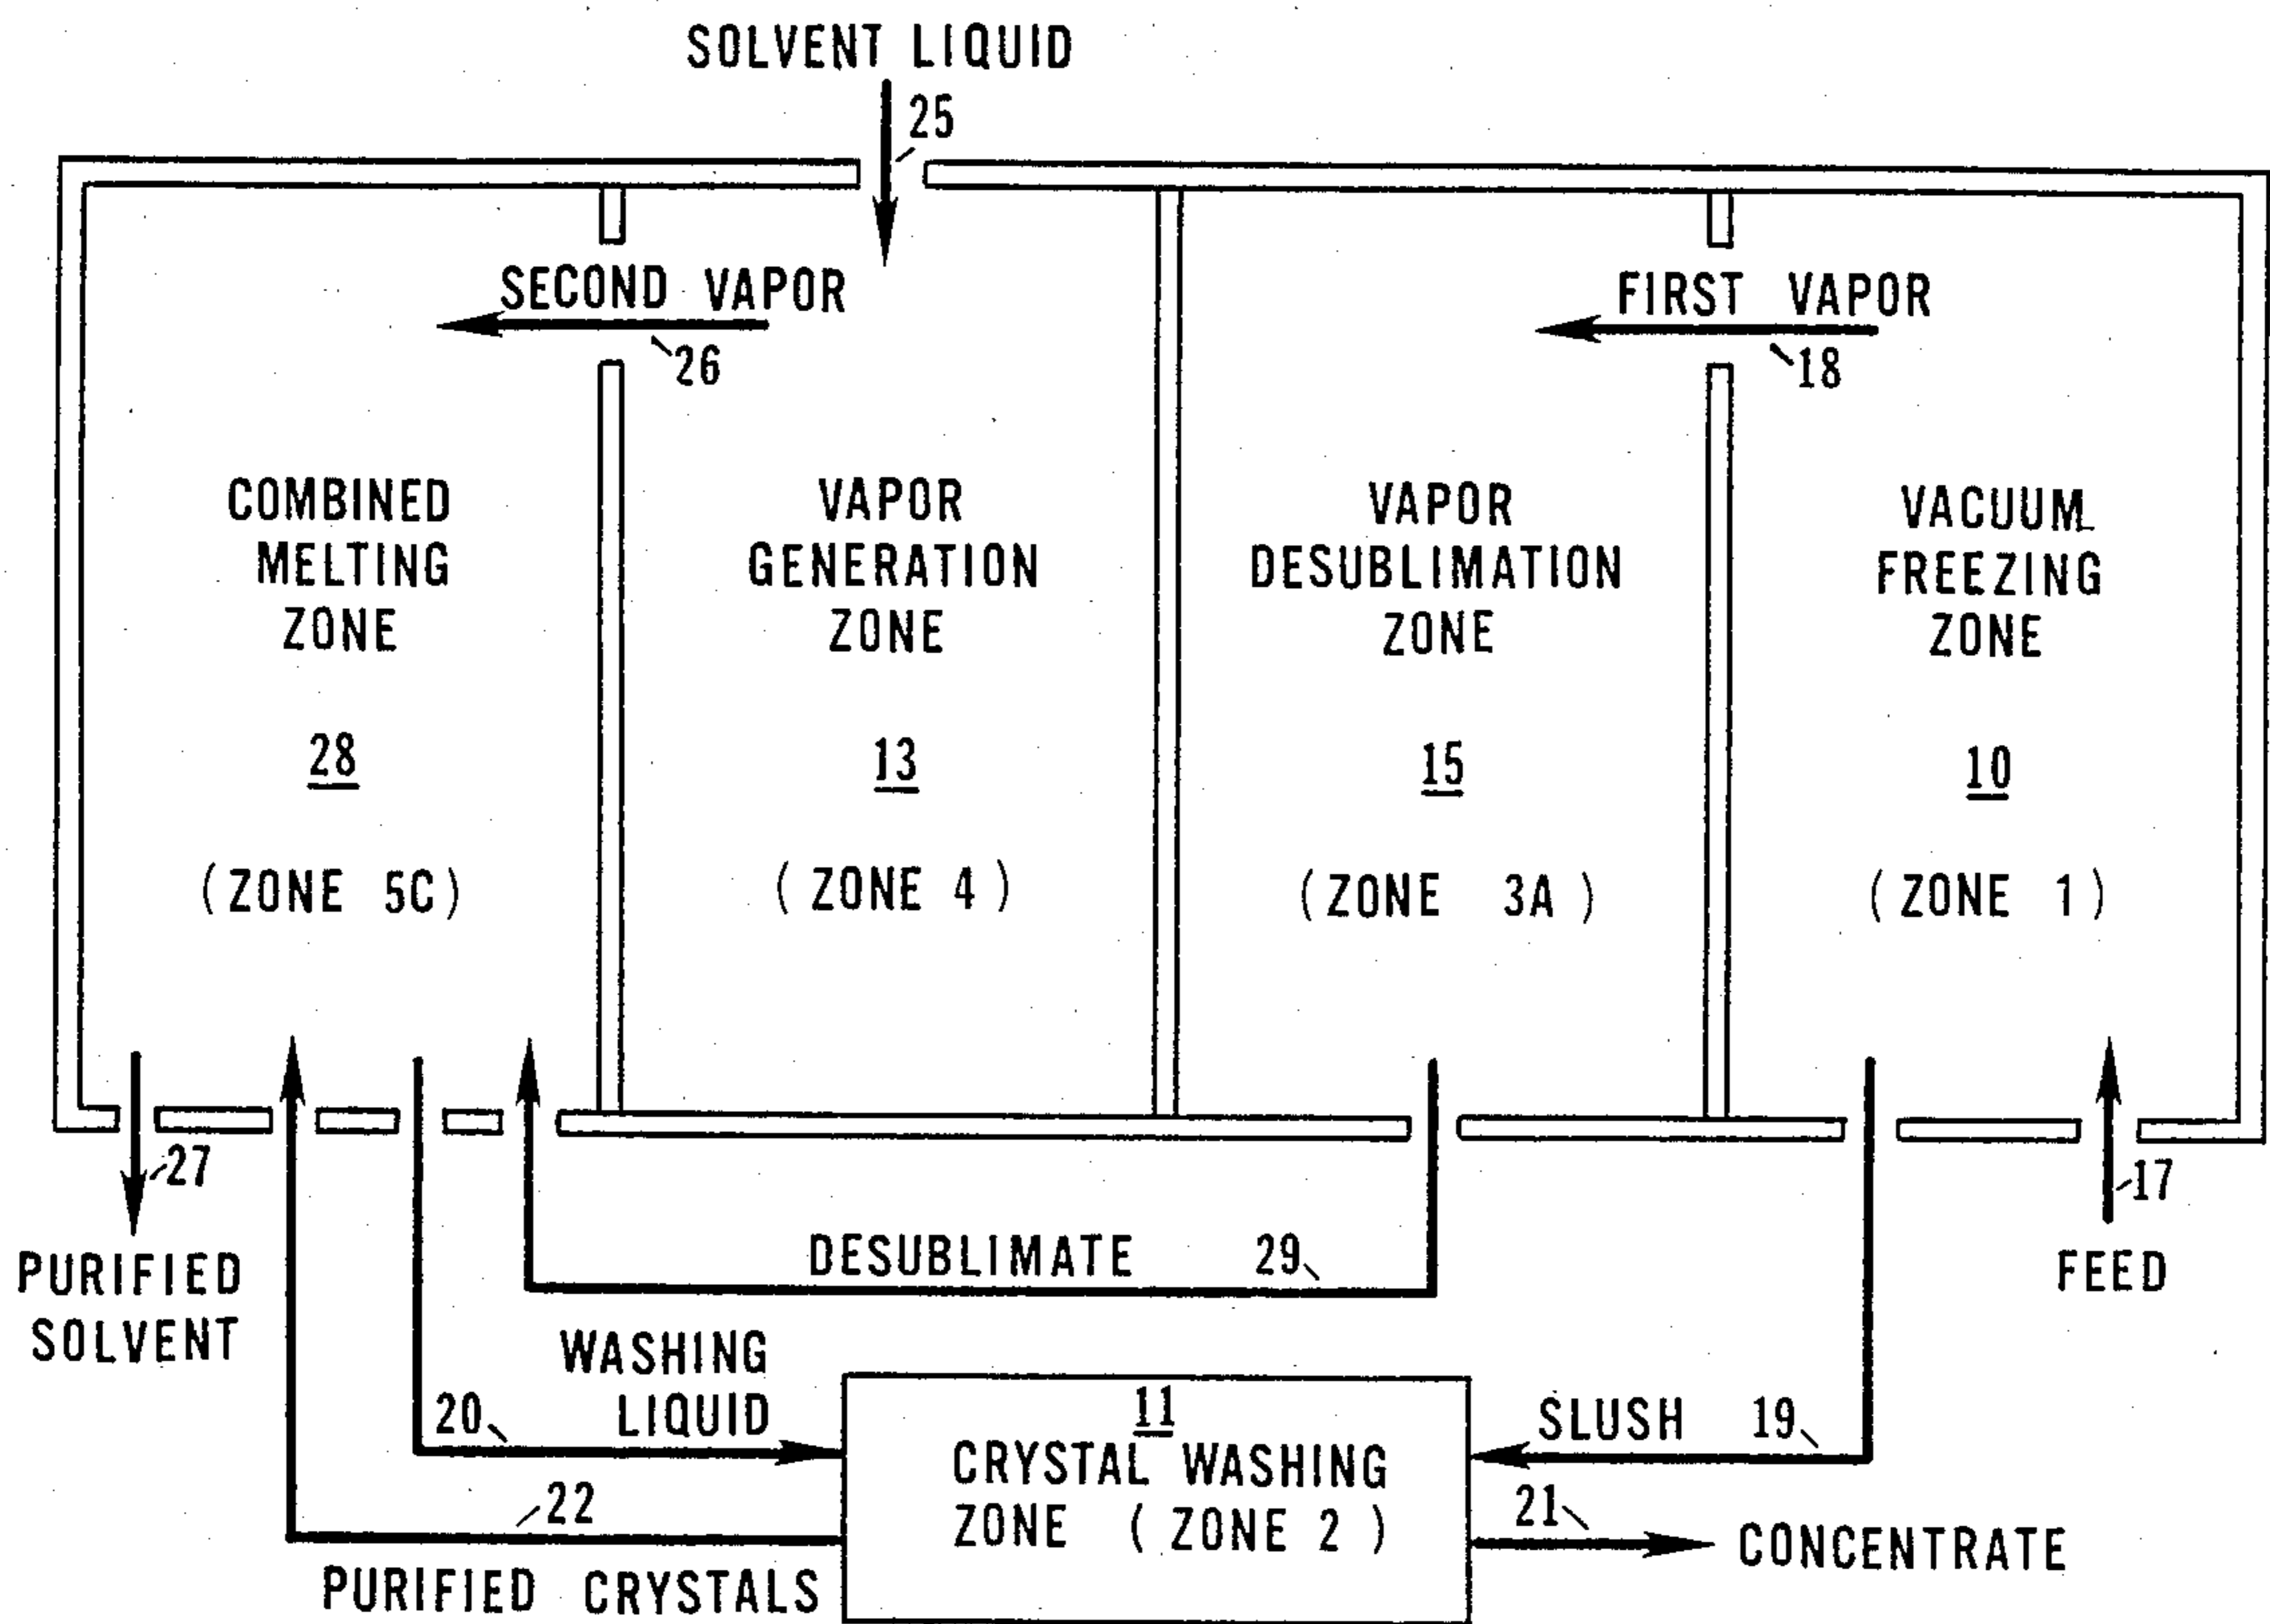 SOLVENT LIQUID
25
SECOND VAPOR
26
FIRST VAPOR
18
COMBINED
MELTING
ZONE
28
(ZONE 5C)
VAPOR
GENERATION
ZONE
13
(ZONE 4)
VAPOR
DESUBLIMATION
ZONE
15
(ZONE 3A)
VACUUM
FREEZING
ZONE
10
(ZONE 1)
27
PURIFIED
SOLVENT
17
FEED
DESUBLIMATE 29
WASHING
LIQUID
20
22
PURIFIED CRYSTALS
11
CRYSTAL WASHING
ZONE (ZONE 2)
SLUSH 19
21
CONCENTRATE